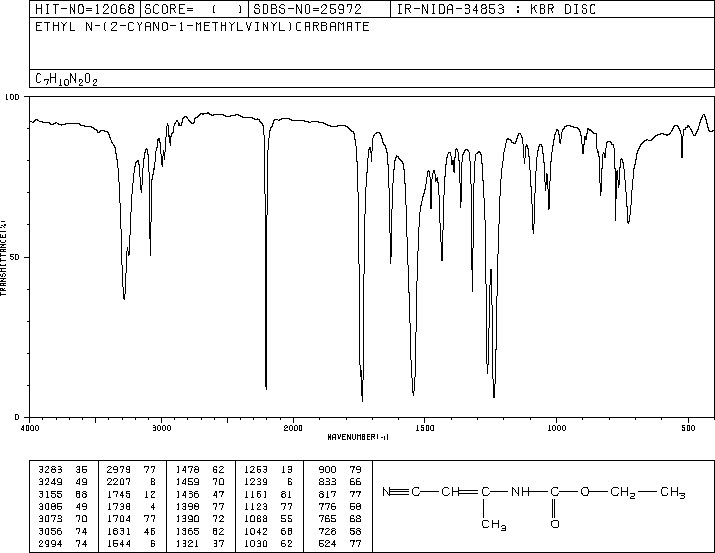 HIT-NO=12068 SCORE= ( ) SDBS-NO=25972 IR-NIDA-34853 : KBR DISC
ETHYL N-(2-CYANO-1-METHYLVINYL)CARBAMATE
C7H10N2O2
100
50
0
TRANSMITTANCE(%)
4000 3000 2000 1500 1000 500
WAVENUMBER(-1)
3283 35 2979 77 1478 62 1263 13 900 79
3249 49 2207 8 1459 70 1239 6 833 66
3155 68 1745 12 1436 47 1161 81 817 77
3085 49 1738 4 1398 77 1123 77 776 58
3073 70 1704 77 1390 72 1088 55 765 68
3056 74 1631 46 1365 62 1042 68 728 58
2994 74 1544 6 1321 37 1030 62 524 77
N≡C—CH=C—NH—C—O—CH2—CH3
CH3 O